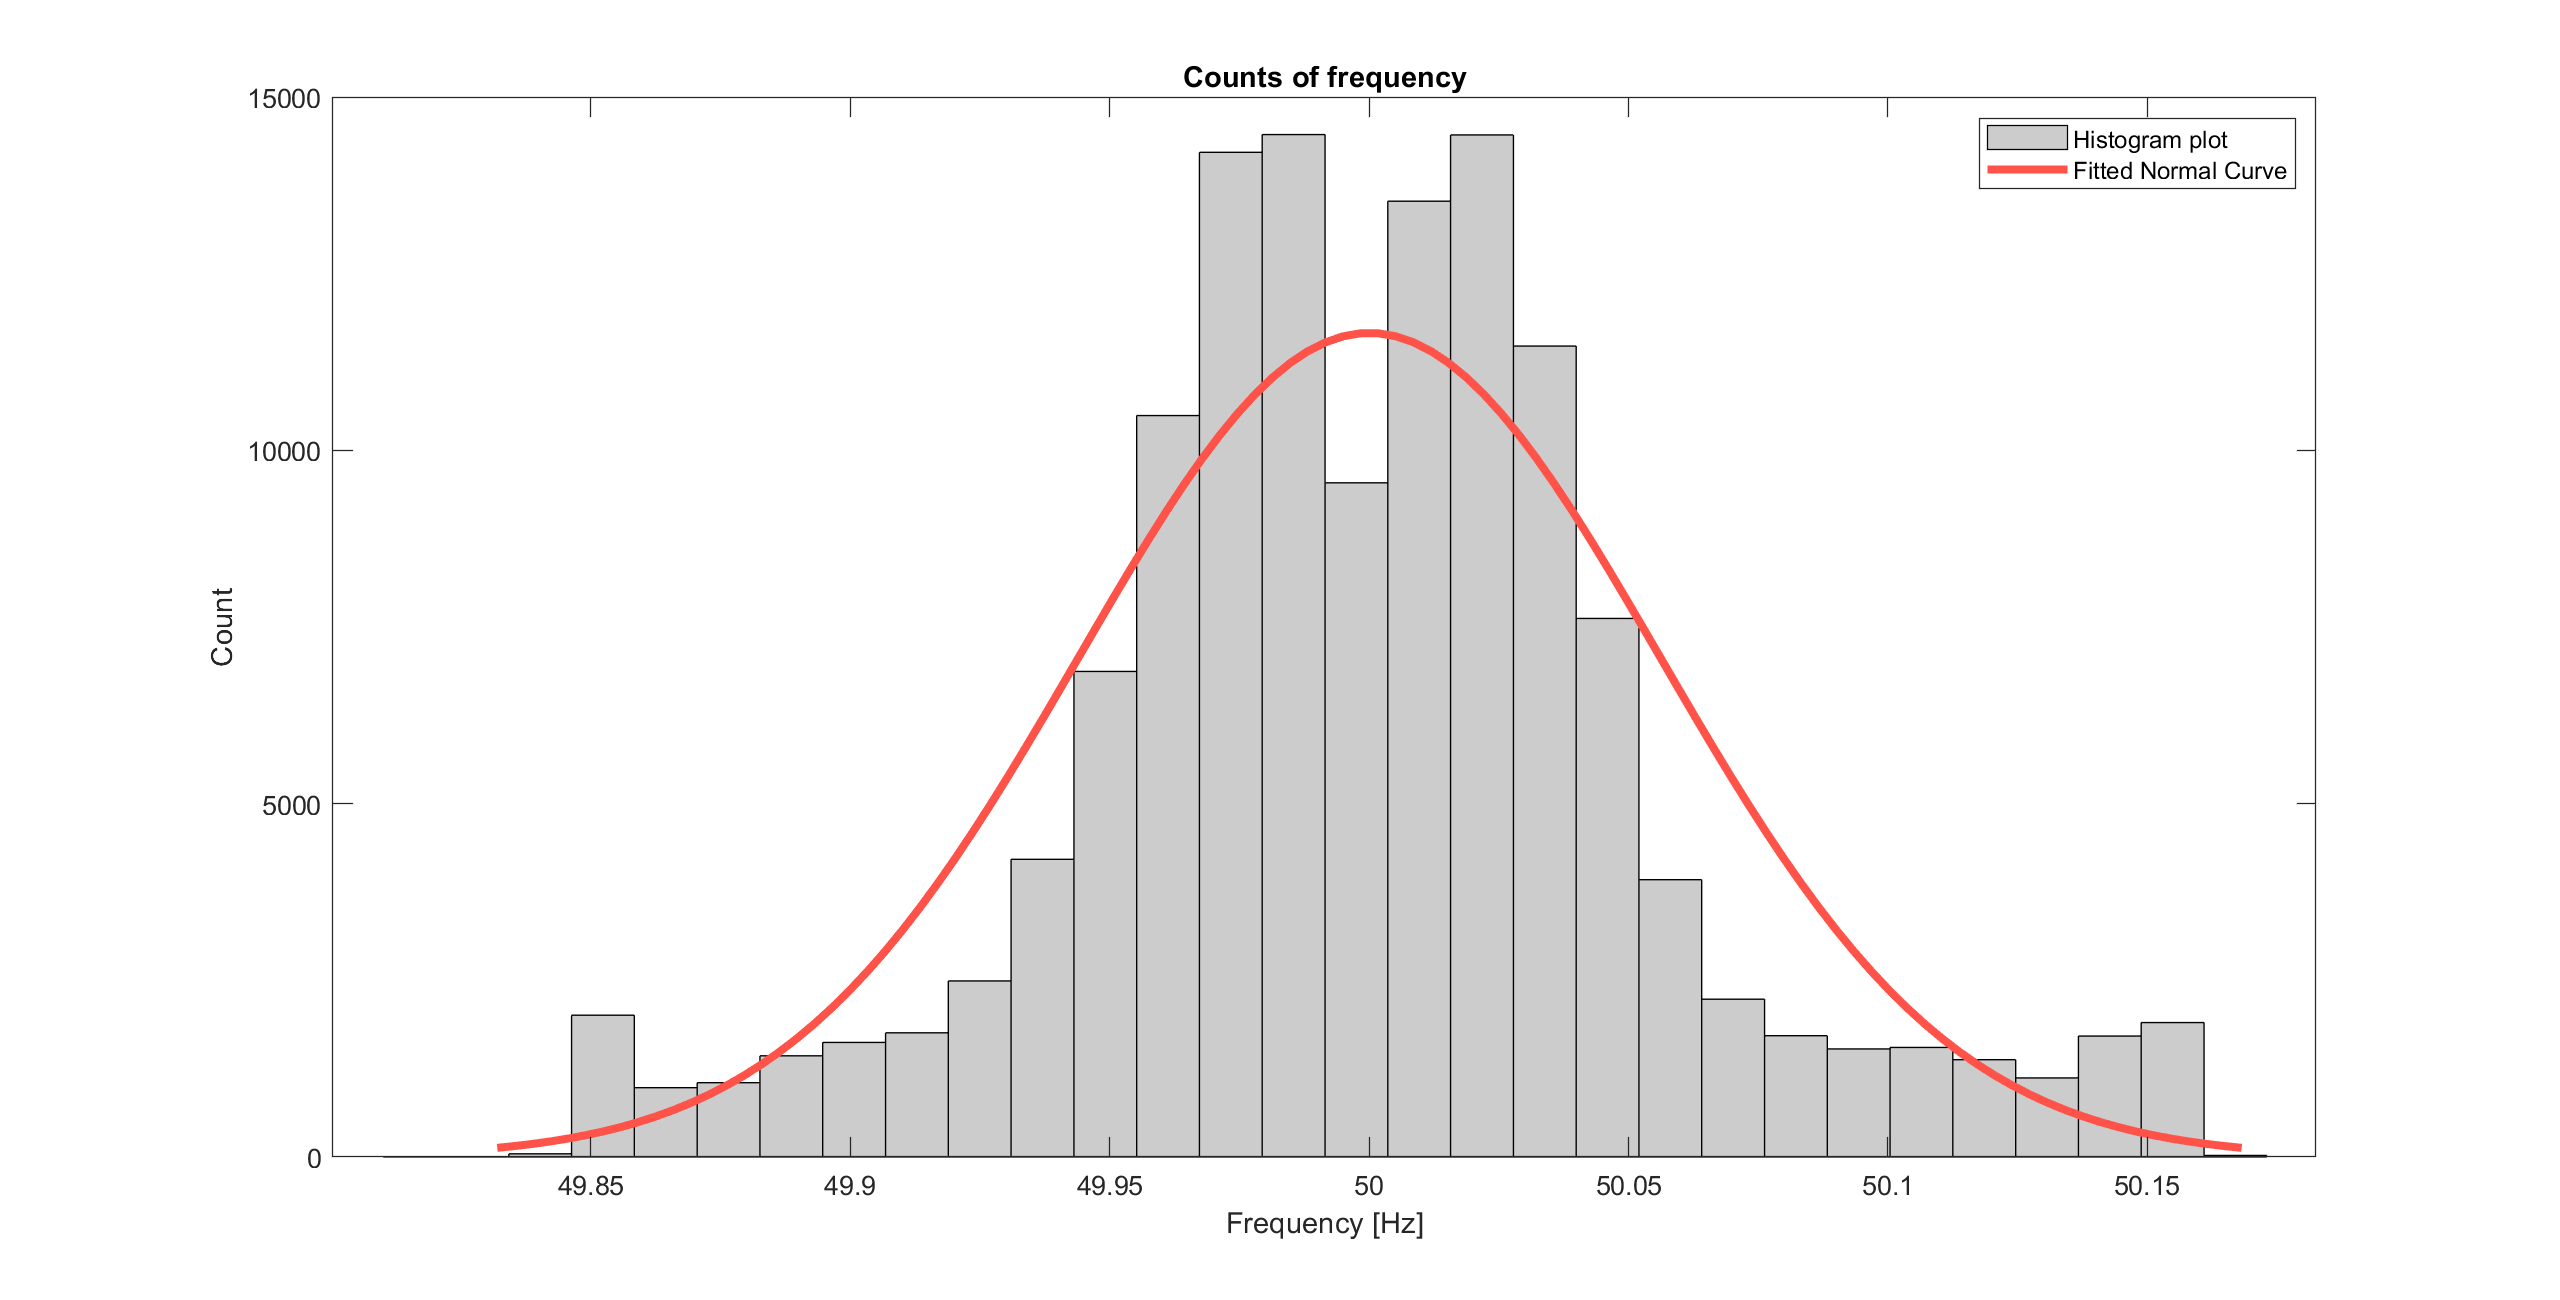 Counts of frequency
15000
10000
5000
0
Count
Histogram plot
Fitted Normal Curve
49.85
49.9
49.95
50
50.05
50.1
50.15
Frequency [Hz]